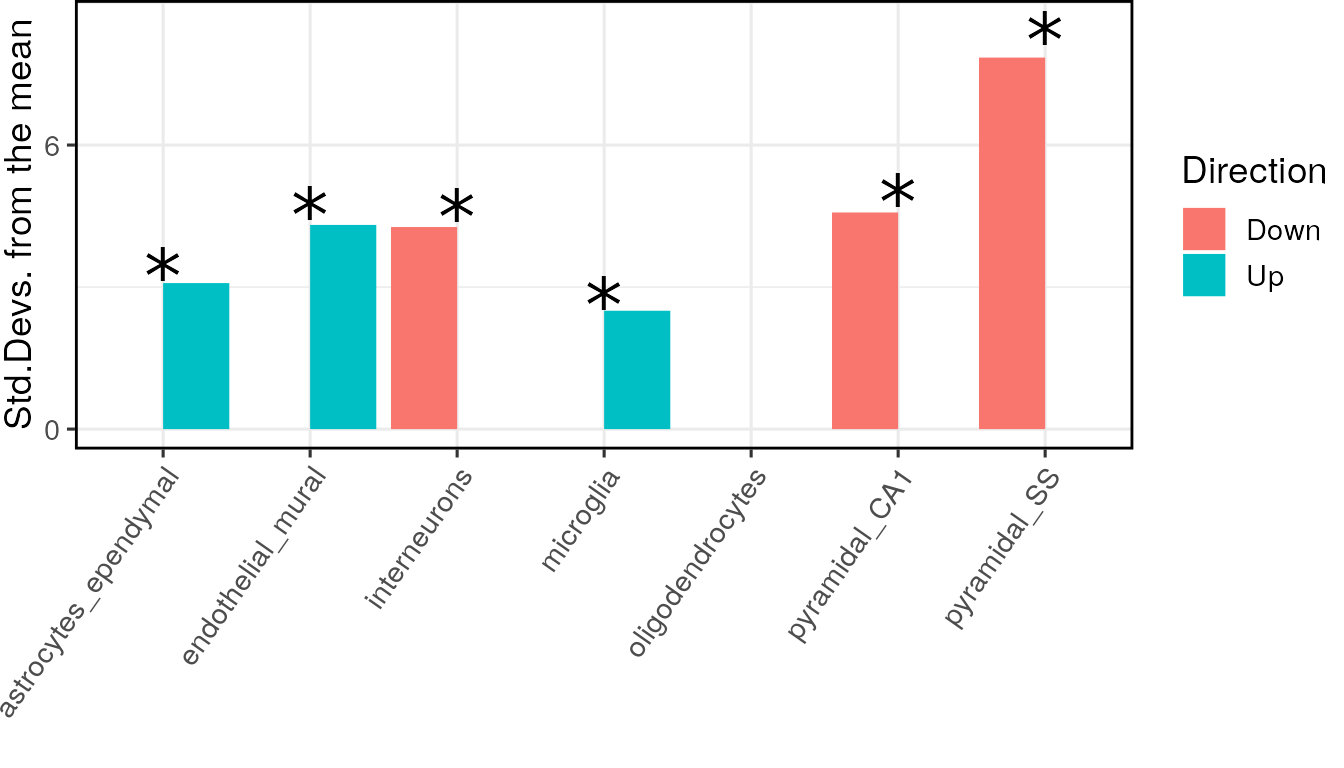 Std.Devs. from the mean
6
0
*
*
*
*
*
*
astrocytes_ependymal
endothelial_mural
interneurons
microglia
oligodendrocytes
pyramidal_CA1
pyramidal_SS
Direction
Down
Up